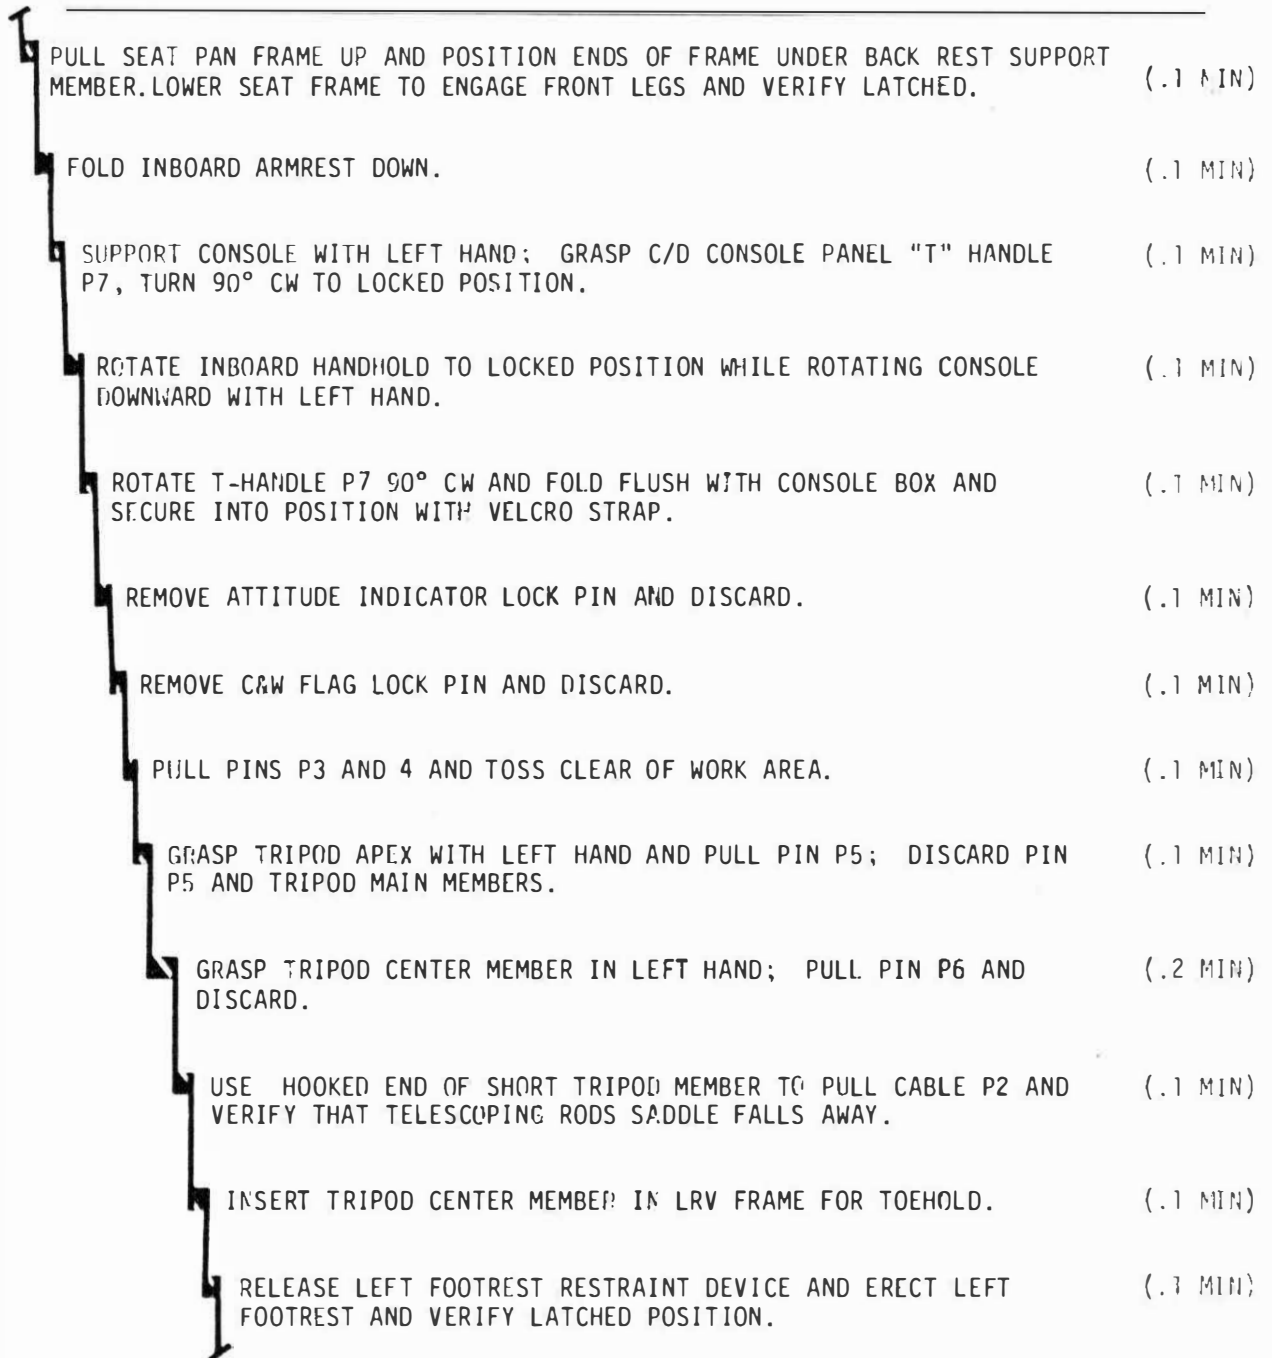 PULL SEAT PAN FRAME UP AND POSITION ENDS OF FRAME UNDER BACK REST SUPPORT
MEMBER.LOWER SEAT FRAME TO ENGAGE FRONT LEGS AND VERIFY LATCHED. (.1 MIN)
FOLD INBOARD ARMREST DOWN. (.1 MIN)
SUPPORT CONSOLE WITH LEFT HAND; GRASP C/D CONSOLE PANEL "T" HANDLE (.1 MIN)
P7, TURN 90° CW TO LOCKED POSITION.
ROTATE INBOARD HANDHOLD TO LOCKED POSITION WHILE ROTATING CONSOLE (.1 MIN)
DOWNWARD WITH LEFT HAND.
ROTATE T-HANDLE P7 90° CW AND FOLD FLUSH WITH CONSOLE BOX AND (.1 MIN)
SECURE INTO POSITION WITH VELCRO STRAP.
REMOVE ATTITUDE INDICATOR LOCK PIN AND DISCARD. (.1 MIN)
REMOVE C&W FLAG LOCK PIN AND DISCARD. (.1 MIN)
PULL PINS P3 AND 4 AND TOSS CLEAR OF WORK AREA. (.1 MIN)
GRASP TRIPOD APEX WITH LEFT HAND AND PULL PIN P5; DISCARD PIN (.1 MIN)
P5 AND TRIPOD MAIN MEMBERS.
GRASP TRIPOD CENTER MEMBER IN LEFT HAND; PULL PIN P6 AND (.2 MIN)
DISCARD.
USE HOOKED END OF SHORT TRIPOD MEMBER TO PULL CABLE P2 AND (.1 MIN)
VERIFY THAT TELESCOPING RODS SADDLE FALLS AWAY.
INSERT TRIPOD CENTER MEMBER IN LRV FRAME FOR TOEHOLD. (.1 MIN)
RELEASE LEFT FOOTREST RESTRAINT DEVICE AND ERECT LEFT (.1 MIN)
FOOTREST AND VERIFY LATCHED POSITION.